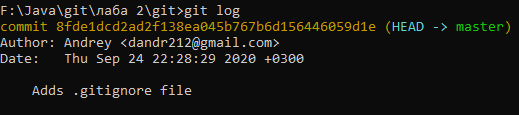 F:\Java\git\лаба 2\git>git log
commit 8fde1dcd2ad2f138ea045b767b6d156446059d1e (HEAD -> master)
Author: Andrey <dandr212@gmail.com>
Date:   Thu Sep 24 22:28:29 2020 +0300
    Adds .gitignore file